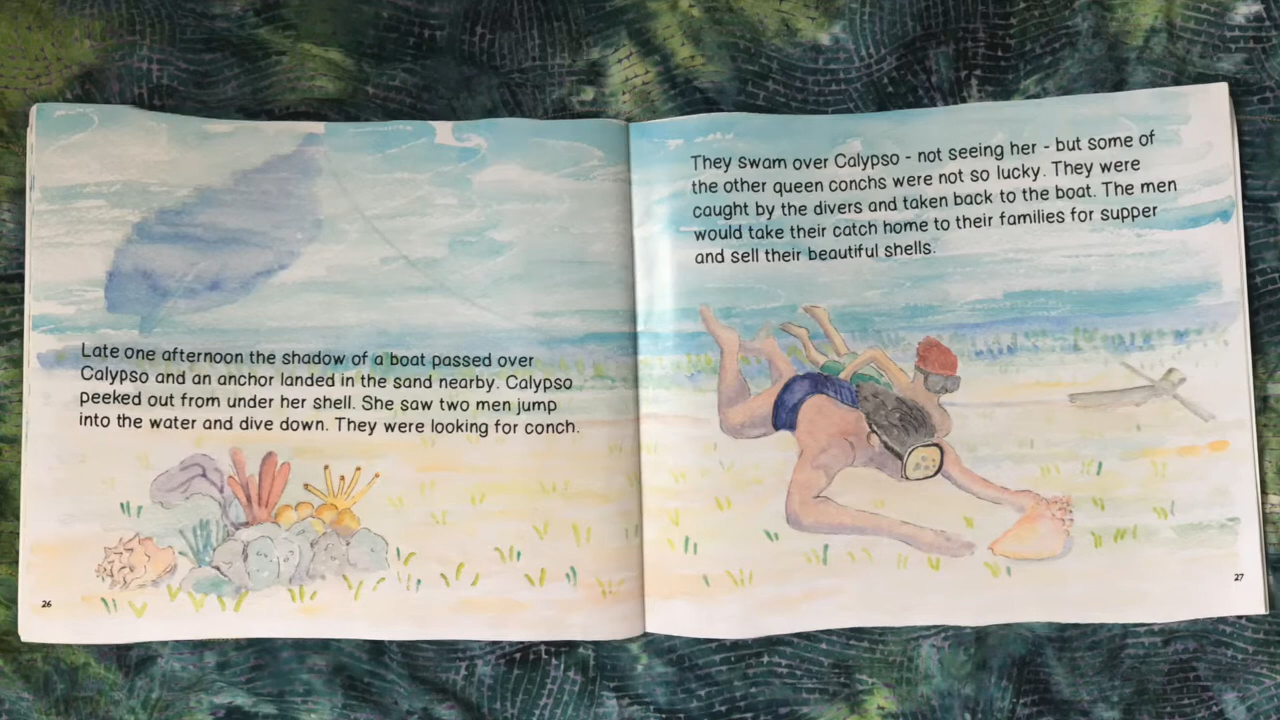 Late one afternoon the shadow of a boat passed over
Calypso and an anchor landed in the sand nearby. Calypso
peeked out from under her shell. She saw two men jump
into the water and dive down. They were looking for conch.
26
They swam over Calypso - not seeing her - but some of
the other queen conchs were not so lucky. They were
caught by the divers and taken back to the boat. The men
would take their catch home to their families for supper
and sell their beautiful shells.
27